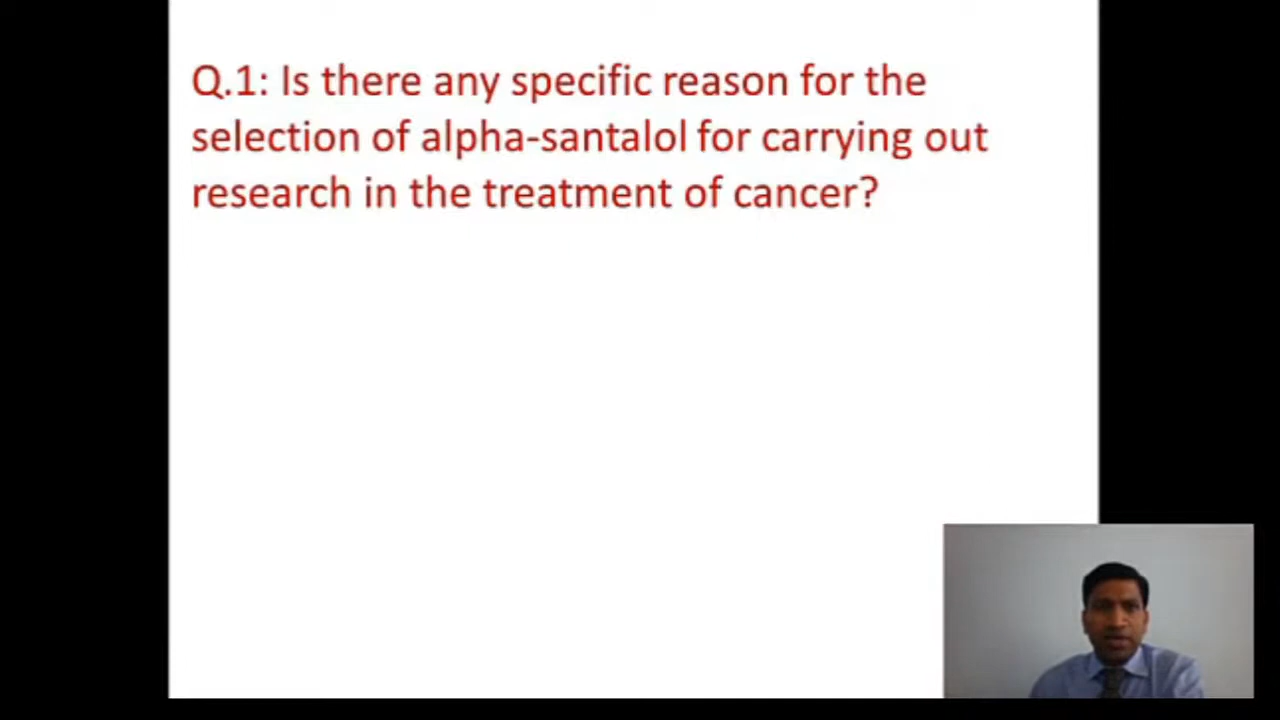 Q.1: Is there any specific reason for the
selection of alpha-santalol for carrying out
research in the treatment of cancer?